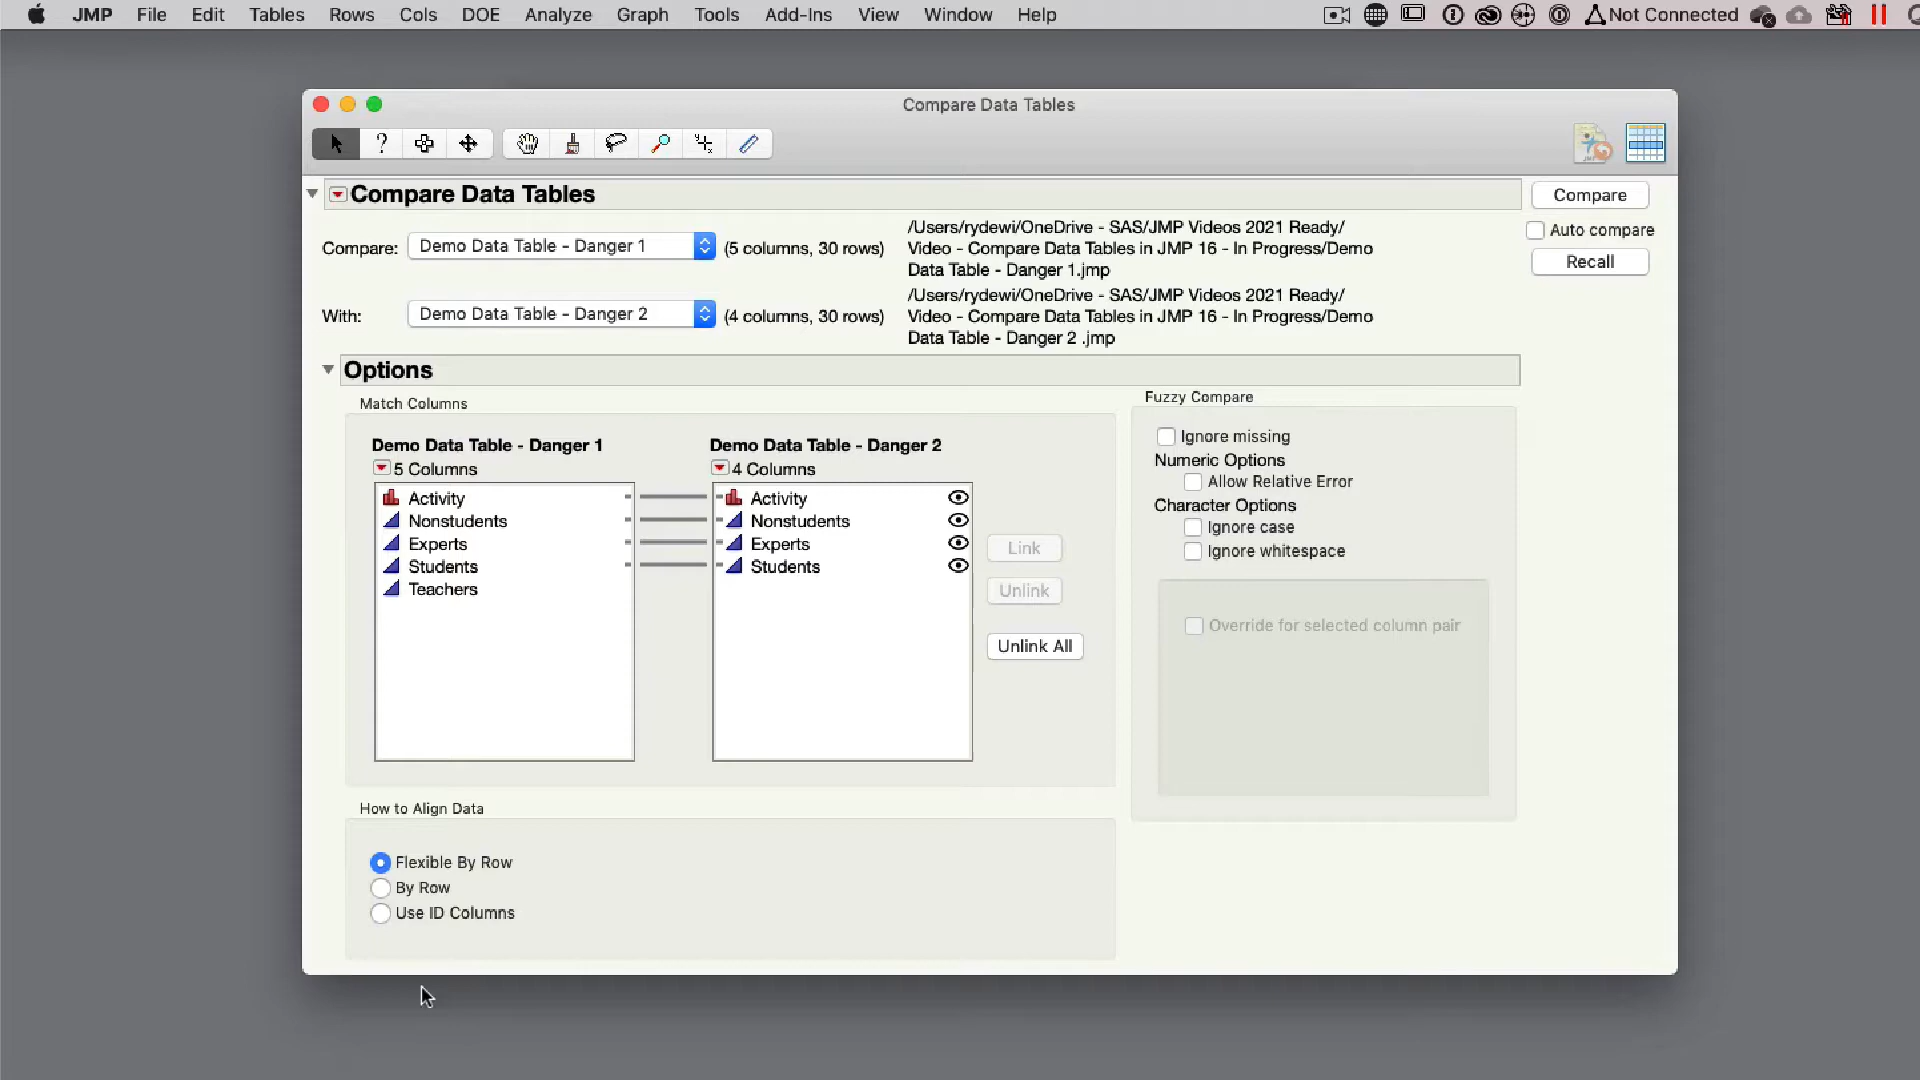 JMP File Edit Tables Rows Cols DOE Analyze Graph Tools Add-Ins View Window Help Not Connected
Compare Data Tables
?
Compare Data Tables
Compare
Auto compare
Recall
Compare: Demo Data Table - Danger 1 (5 columns, 30 rows)
/Users/rydewi/OneDrive - SAS/JMP Videos 2021 Ready/
Video - Compare Data Tables in JMP 16 - In Progress/Demo
Data Table - Danger 1.jmp
With: Demo Data Table - Danger 2 (4 columns, 30 rows)
/Users/rydewi/OneDrive - SAS/JMP Videos 2021 Ready/
Video - Compare Data Tables in JMP 16 - In Progress/Demo
Data Table - Danger 2 .jmp
Options
Match Columns
Demo Data Table - Danger 1
5 Columns
Activity
Nonstudents
Experts
Students
Teachers
Demo Data Table - Danger 2
4 Columns
Activity
Nonstudents
Experts
Students
Link
Unlink
Unlink All
Fuzzy Compare
Ignore missing
Numeric Options
Allow Relative Error
Character Options
Ignore case
Ignore whitespace
Override for selected column pair
How to Align Data
Flexible By Row
By Row
Use ID Columns